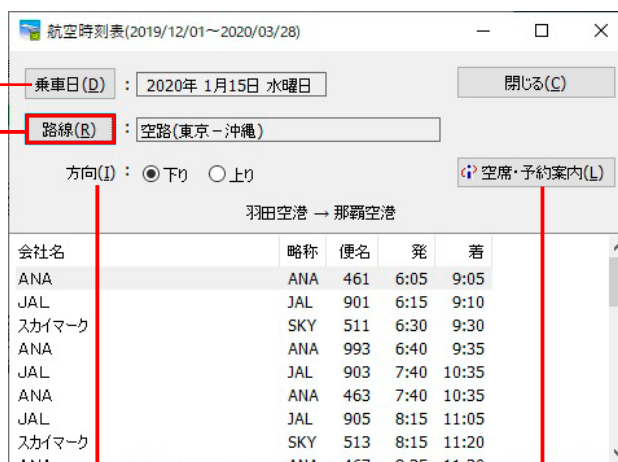 航空時刻表(2019/12/01～2020/03/28)
乗車日(D) : 2020年 1月15日 水曜日 閉じる(C)
路線(R) : 空路(東京－沖縄)
方向(I) : 下り 上り 空席・予約案内(L)
羽田空港 → 那覇空港
会社名 略称 便名 発 着
ANA ANA 461 6:05 9:05
JAL JAL 901 6:15 9:10
スカイマーク SKY 511 6:30 9:30
ANA ANA 993 6:40 9:35
JAL JAL 903 7:40 10:35
ANA ANA 463 7:40 10:35
JAL JAL 905 8:15 11:05
スカイマーク SKY 513 8:15 11:20